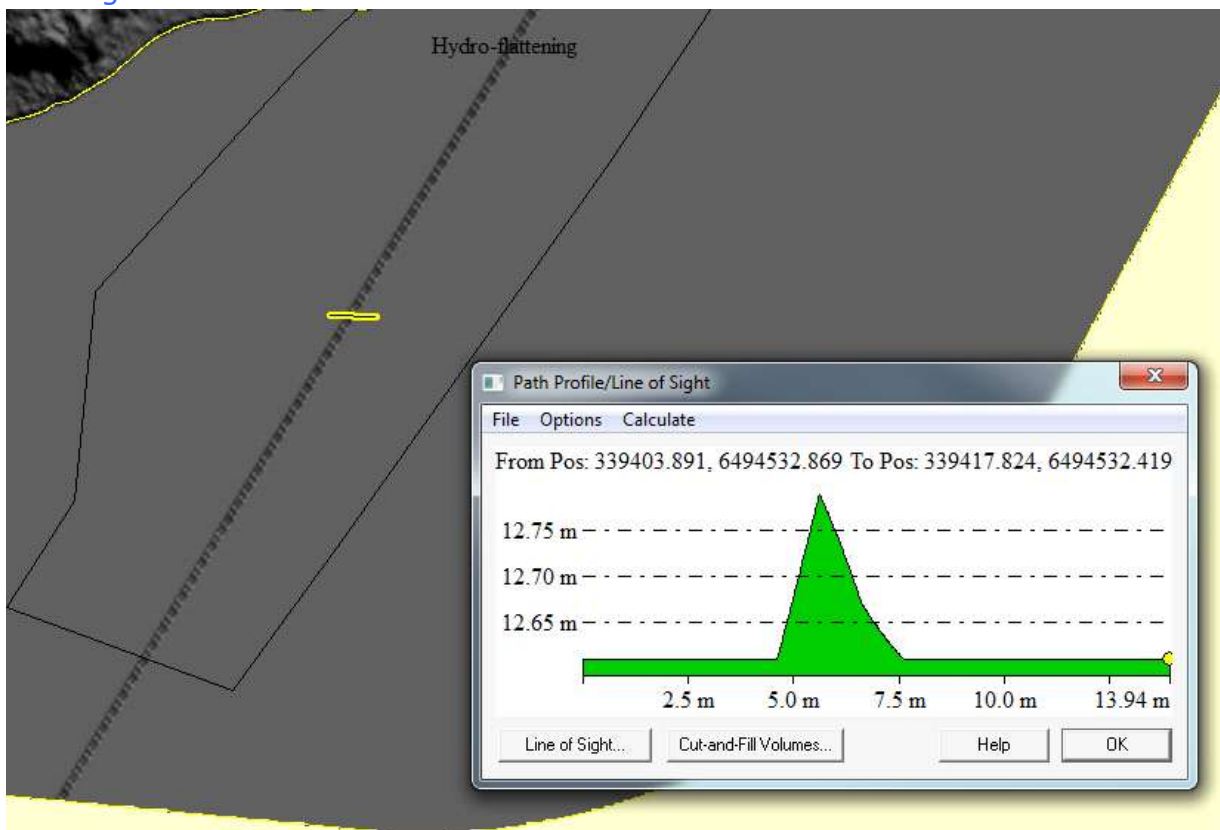 Hydro-flattening
Path Profile/Line of Sight
File Options Calculate
From Pos: 339403.891, 6494532.869 To Pos: 339417.824, 6494532.419
12.75 m
12.70 m
12.65 m
2.5 m 5.0 m 7.5 m 10.0 m 13.94 m
Line of Sight... Cut-and-Fill Volumes... Help OK